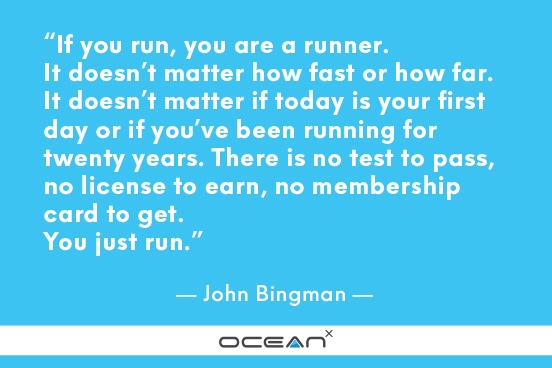 “If you run, you are a runner.
It doesn’t matter how fast or how far.
It doesn’t matter if today is your first
day or if you’ve been running for
twenty years. There is no test to pass,
no license to earn, no membership
card to get.
You just run.”
— John Bingman —
OCEANX